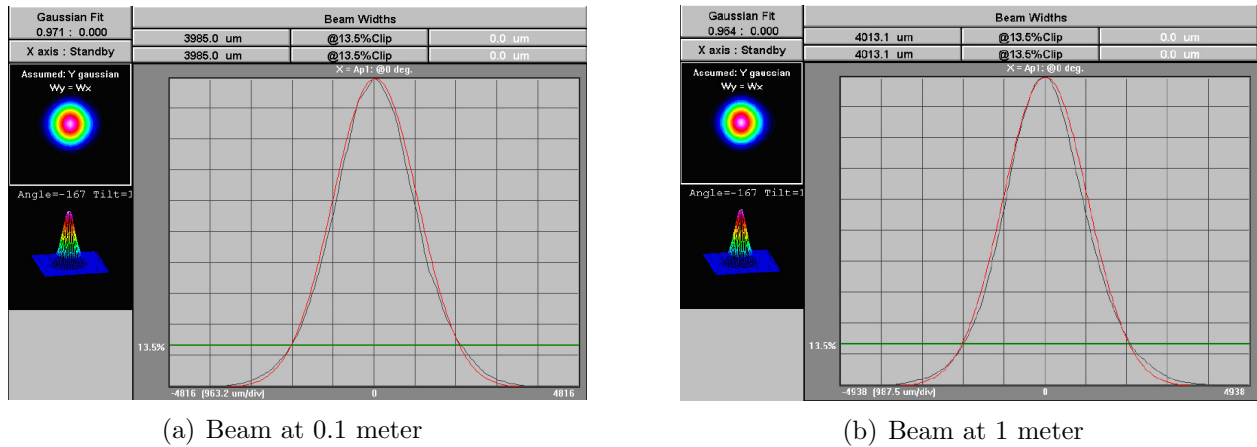 Gaussian Fit
0.971 : 0.000
X axis : Standby
Beam Widths
3985.0 um @13.5%Clip 0.0 um
3985.0 um @13.5%Clip 0.0 um
X = Ap1: @0 deg.
Assumed: Y gaussian
Wy = Wx
Angle=-167 Tilt=1
13.5%
-4816 [963.2 um/div] 0 4816
(a) Beam at 0.1 meter
Gaussian Fit
0.964 : 0.000
X axis : Standby
Beam Widths
4013.1 um @13.5%Clip 0.0 um
4013.1 um @13.5%Clip 0.0 um
X = Ap1: @0 deg.
Assumed: Y gaussian
Wy = Wx
Angle=-167 Tilt=1
13.5%
-4938 [987.5 um/div] 0 4938
(b) Beam at 1 meter